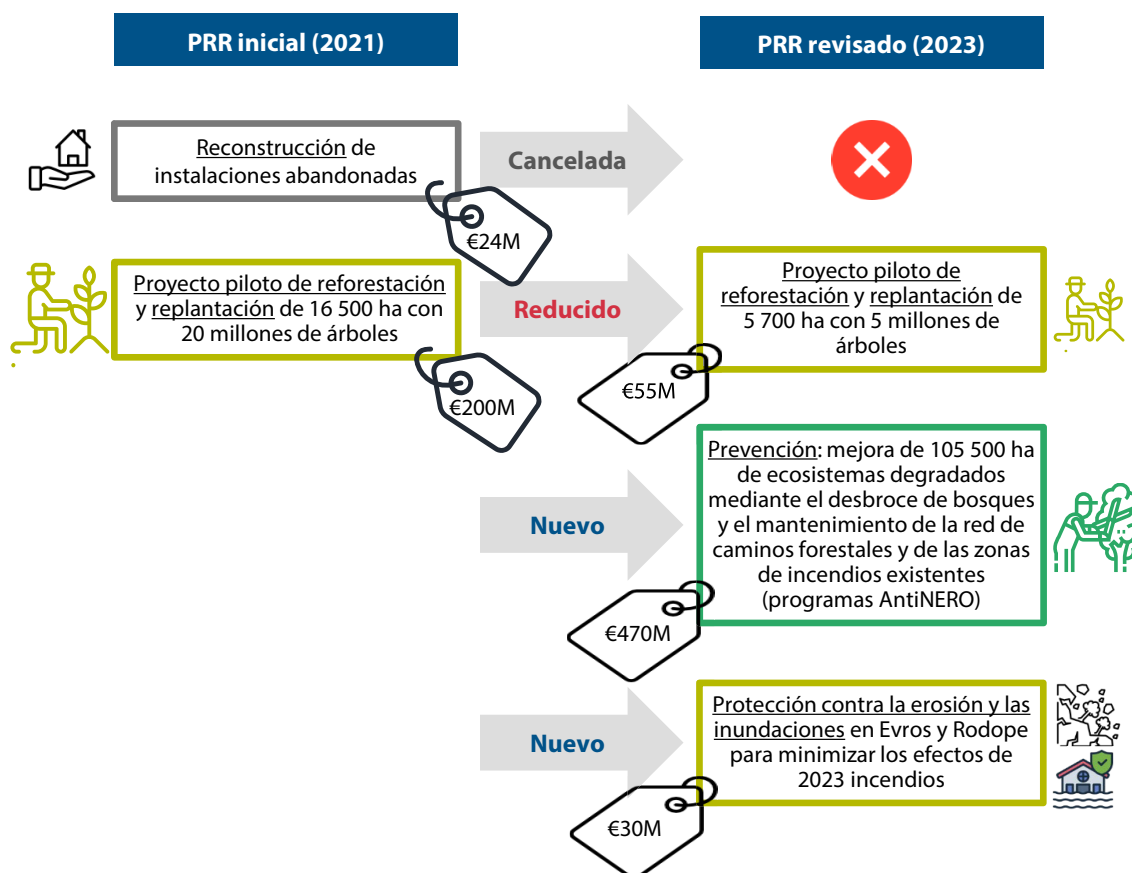 PRR inicial (2021)
PRR revisado (2023)
Reconstrucción de
instalaciones abandonadas
€24M
Cancelada
Proyecto piloto de reforestación
y replantación de 16 500 ha con
20 millones de árboles
€200M
Reducido
Proyecto piloto de
reforestación y replantación de
5 700 ha con 5 millones de
árboles
€55M
Nuevo
Prevención: mejora de 105 500 ha
de ecosistemas degradados
mediante el desbroce de bosques
y el mantenimiento de la red de
caminos forestales y de las zonas
de incendios existentes
(programas AntiNERO)
€470M
Nuevo
Protección contra la erosión y las
inundaciones en Evros y Rodope
para minimizar los efectos de
2023 incendios
€30M